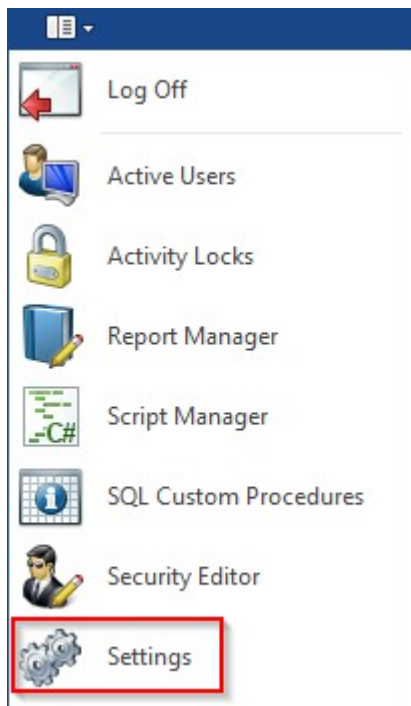 Log Off
Active Users
Activity Locks
Report Manager
C#
Script Manager
SQL Custom Procedures
Security Editor
Settings